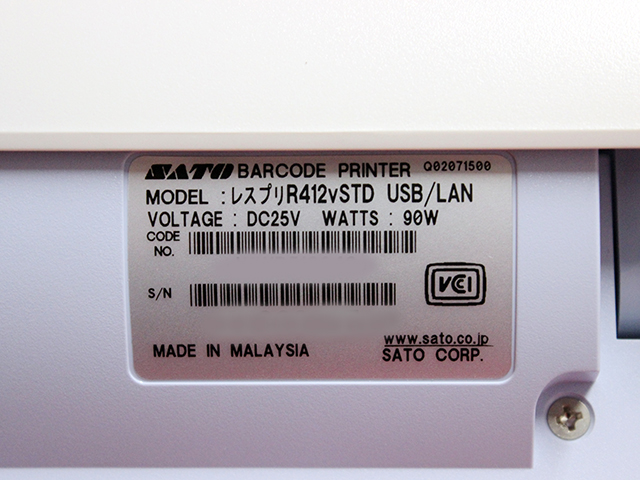 SATO BARCODE PRINTER Q02071500
MODEL :レスプリR412vSTD USB/LAN
VOLTAGE : DC25V WATTS : 90W
CODE
NO.
S/N
VCCI
MADE IN MALAYSIA
www.sato.co.jp
SATO CORP.